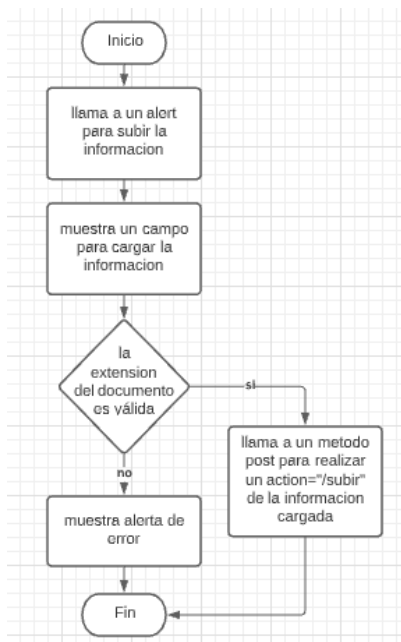 Inicio
llama a un alert
para subir la
informacion
muestra un campo
para cargar la
informacion
la
extension
del documento
es válida
si
llama a un metodo
post para realizar
un action="/subir"
de la informacion
cargada
no
muestra alerta de
error
Fin